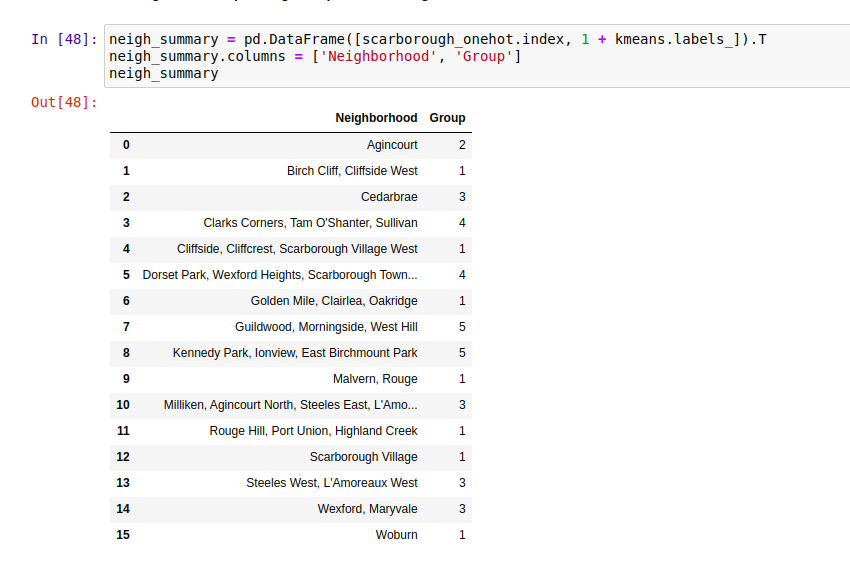 In [48]: neigh_summary = pd.DataFrame([scarborough_onehot.index, 1 + kmeans.labels_]).T
neigh_summary.columns = ['Neighborhood', 'Group']
neigh_summary
Out[48]:
Neighborhood Group
0 Agincourt 2
1 Birch Cliff, Cliffside West 1
2 Cedarbrae 3
3 Clarks Corners, Tam O'Shanter, Sullivan 4
4 Cliffside, Cliffcrest, Scarborough Village West 1
5 Dorset Park, Wexford Heights, Scarborough Town... 4
6 Golden Mile, Clairlea, Oakridge 1
7 Guildwood, Morningside, West Hill 5
8 Kennedy Park, Ionview, East Birchmount Park 5
9 Malvern, Rouge 1
10 Milliken, Agincourt North, Steeles East, L'Amo... 3
11 Rouge Hill, Port Union, Highland Creek 1
12 Scarborough Village 1
13 Steeles West, L'Amoreaux West 3
14 Wexford, Maryvale 3
15 Woburn 1